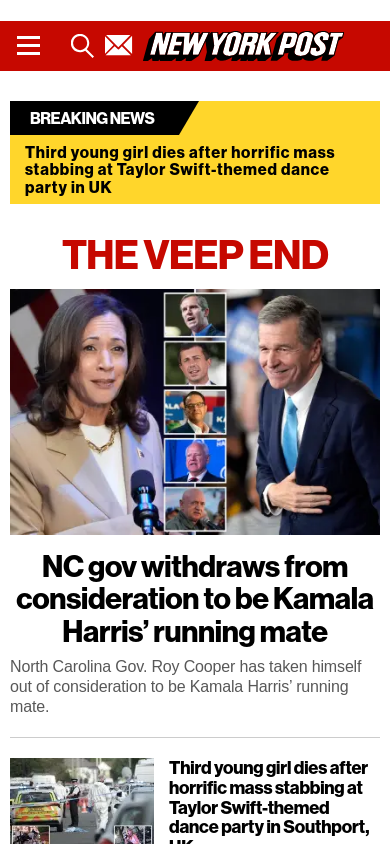 NEW YORK POST
BREAKING NEWS
Third young girl dies after horrific mass
stabbing at Taylor Swift-themed dance
party in UK
THE VEEP END
NC gov withdraws from
consideration to be Kamala
Harris’ running mate
North Carolina Gov. Roy Cooper has taken himself
out of consideration to be Kamala Harris’ running
mate.
Third young girl dies after
horrific mass stabbing at
Taylor Swift-themed
dance party in Southport,
UK